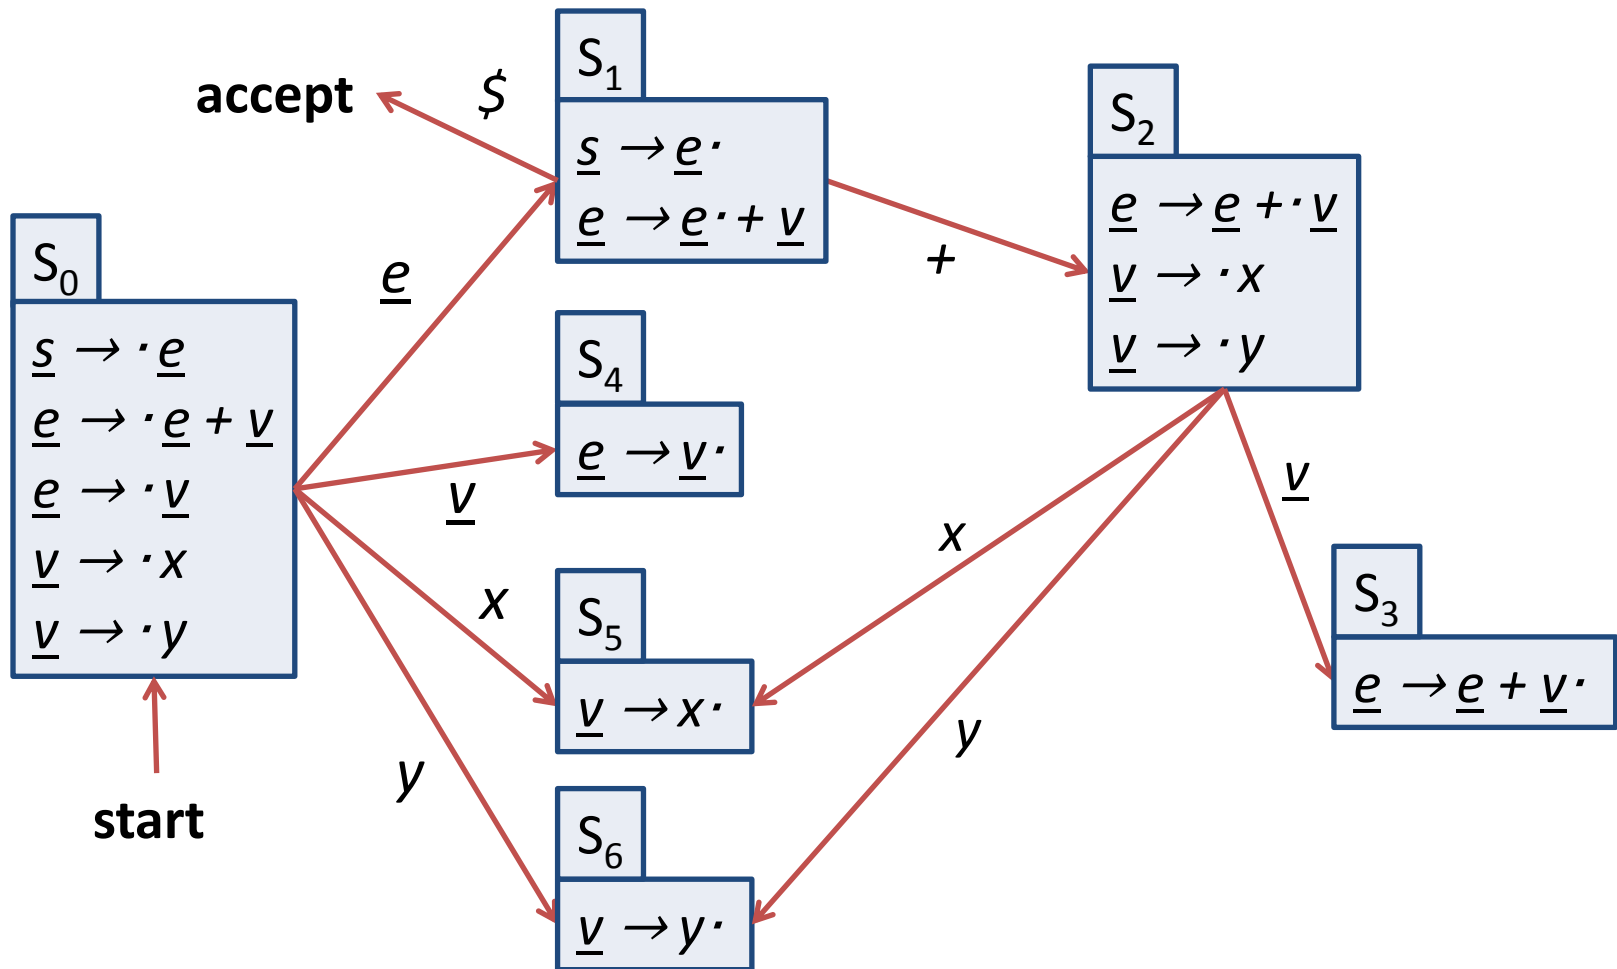 accept
$
S₁
s → e·
e → e· + v
S₂
e → e +· v
v → · x
v → · y
+
S₀
s → · e
e → · e + v
e → · v
v → · x
v → · y
e
S₄
e → v·
v
x
S₅
v → x·
x
y
v
S₃
e → e + v·
y
S₆
v → y·
start